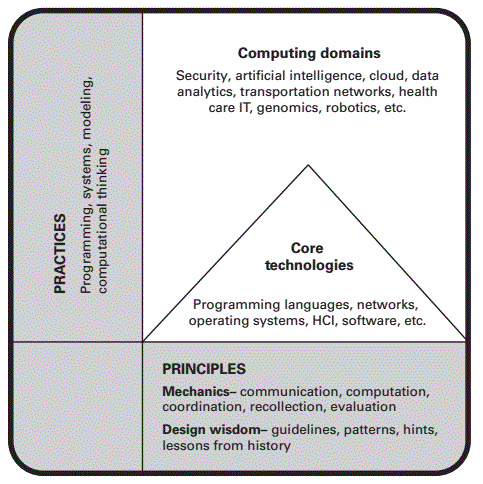 Computing domains
Security, artificial intelligence, cloud, data
analytics, transportation networks, health
care IT, genomics, robotics, etc.
PRACTICES
Programming, systems, modeling,
computational thinking
Core
technologies
Programming languages, networks,
operating systems, HCI, software, etc.
PRINCIPLES
Mechanics– communication, computation,
coordination, recollection, evaluation
Design wisdom– guidelines, patterns, hints,
lessons from history